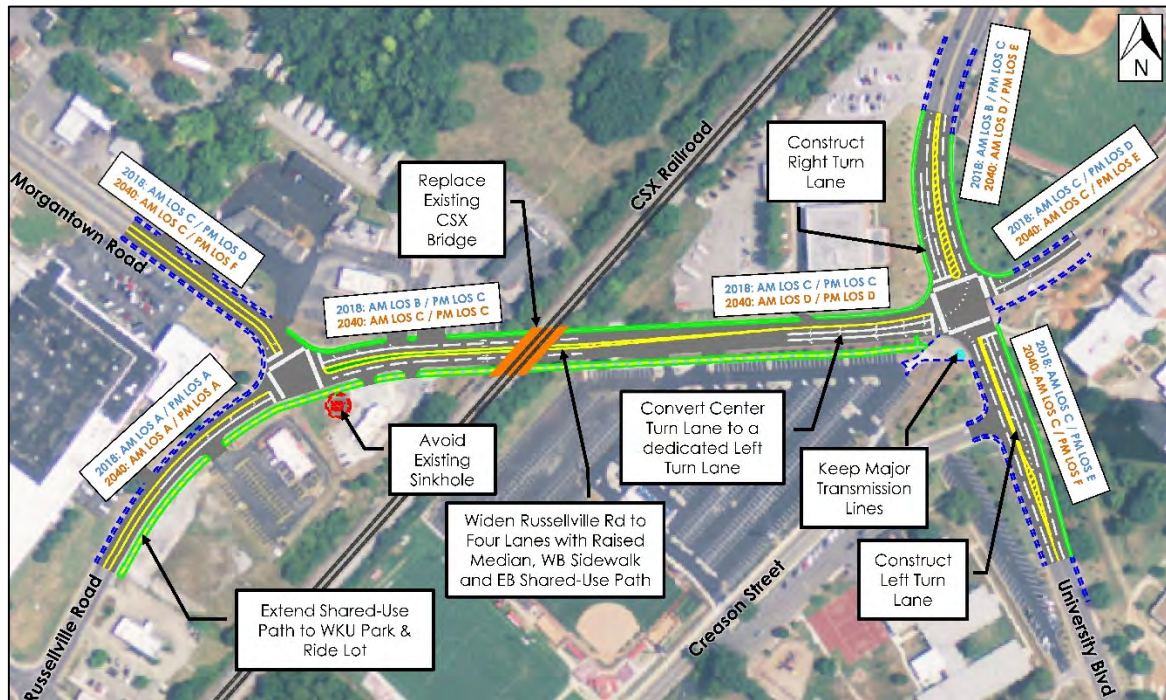 N
2018: AM LOS B / PM LOS C
2040: AM LOS D / PM LOS E
CSX Railroad
Construct
Right Turn
Lane
2018: AM LOS C / PM LOS D
2040: AM LOS C / PM LOS E
Morgantown Road
2018: AM LOS C / PM LOS D
2040: AM LOS C / PM LOS F
Replace
Existing
CSX
Bridge
2018: AM LOS B / PM LOS C
2040: AM LOS C / PM LOS C
2018: AM LOS C / PM LOS C
2040: AM LOS D / PM LOS D
2018: AM LOS A / PM LOS A
2040: AM LOS A / PM LOS A
2018: AM LOS C / PM LOS E
2040: AM LOS C / PM LOS F
Avoid
Existing
Sinkhole
Convert Center
Turn Lane to a
dedicated Left
Turn Lane
Keep Major
Transmission
Lines
Widen Russellville Rd to
Four Lanes with Raised
Median, WB Sidewalk
and EB Shared-Use Path
Construct
Left Turn
Lane
Extend Shared-Use
Path to WKU Park &
Ride Lot
Russellville Road
Creason Street
University Blvd